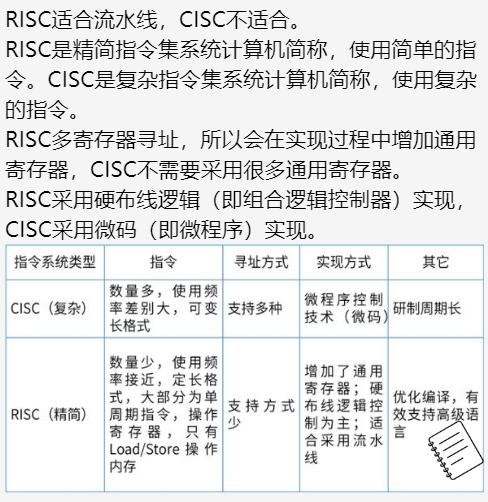 RISC适合流水线，CISC不适合。
RISC是精简指令集系统计算机简称，使用简单的指
令。CISC是复杂指令集系统计算机简称，使用复杂
的指令。
RISC多寄存器寻址，所以会在实现过程中增加通用
寄存器，CISC不需要采用很多通用寄存器。
RISC采用硬布线逻辑（即组合逻辑控制器）实现，
CISC采用微码（即微程序）实现。
指令系统类型
指令
寻址方式
实现方式
其它
CISC（复杂）
数量多，使用频
率差别大，可变
长格式
支持多种
微程序控制
技术（微码）
研制周期长
RISC（精简）
数量少，使用频
率接近，定长格
式，大部分为单
周期指令，操作
寄存器，只有
Load/Store操作
内存
支持方式
少
增加了通用
寄存器；硬
布线逻辑控
制为主；适
合采用流水
线
优化编译，有
效支持高级语
言